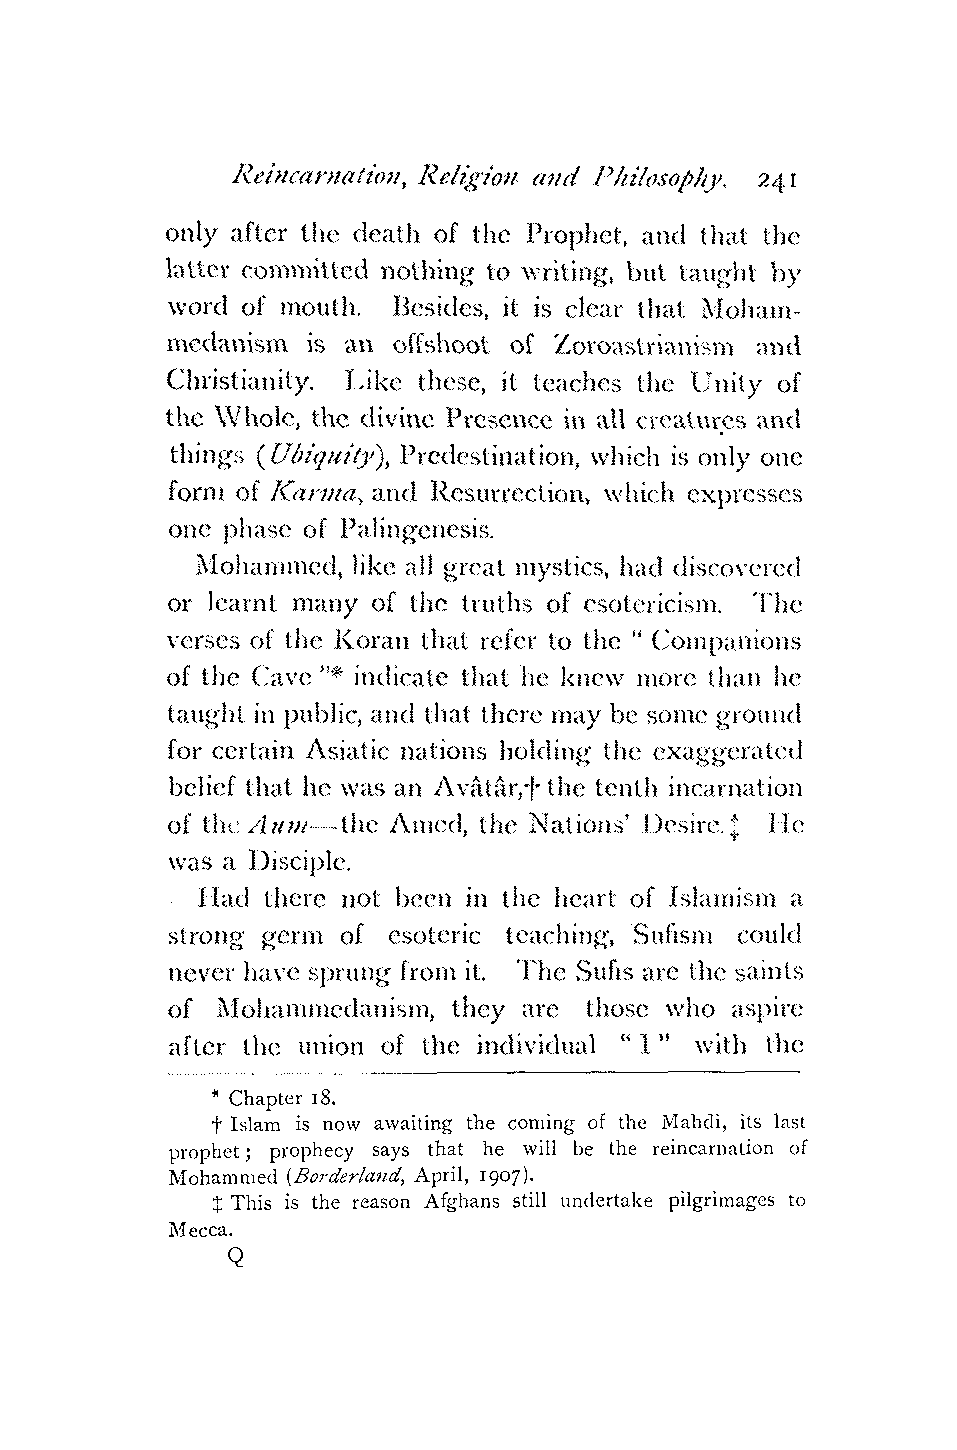 Reincarnation, Religion and Philosophy. 241
only after the death of the Prophet, and that the
latter committed nothing to writing, but taught by
word of mouth. Besides, it is clear that Moham-
medanism is an offshoot of Zoroastrianism and
Christianity. Like these, it teaches the Unity of
the Whole, the divine Presence in all creatures and
things (Ubiquity), Predestination, which is only one
form of Karma, and Resurrection, which expresses
one phase of Palingenesis.
Mohammed, like all great mystics, had discovered
or learnt many of the truths of esotericism. The
verses of the Koran that refer to the “ Companions
of the Cave ”* indicate that he knew more than he
taught in public, and that there may be some ground
for certain Asiatic nations holding the exaggerated
belief that he was an Avâtâr,† the tenth incarnation
of the Aum—the Amed, the Nations’ Desire.‡ He
was a Disciple.
Had there not been in the heart of Islamism a
strong germ of esoteric teaching, Sufism could
never have sprung from it. The Sufis are the saints
of Mohammedanism, they are those who aspire
after the union of the individual “ I ” with the
* Chapter 18.
† Islam is now awaiting the coming of the Mahdi, its last
prophet ; prophecy says that he will be the reincarnation of
Mohammed (Borderland, April, 1907).
‡ This is the reason Afghans still undertake pilgrimages to
Mecca.
Q